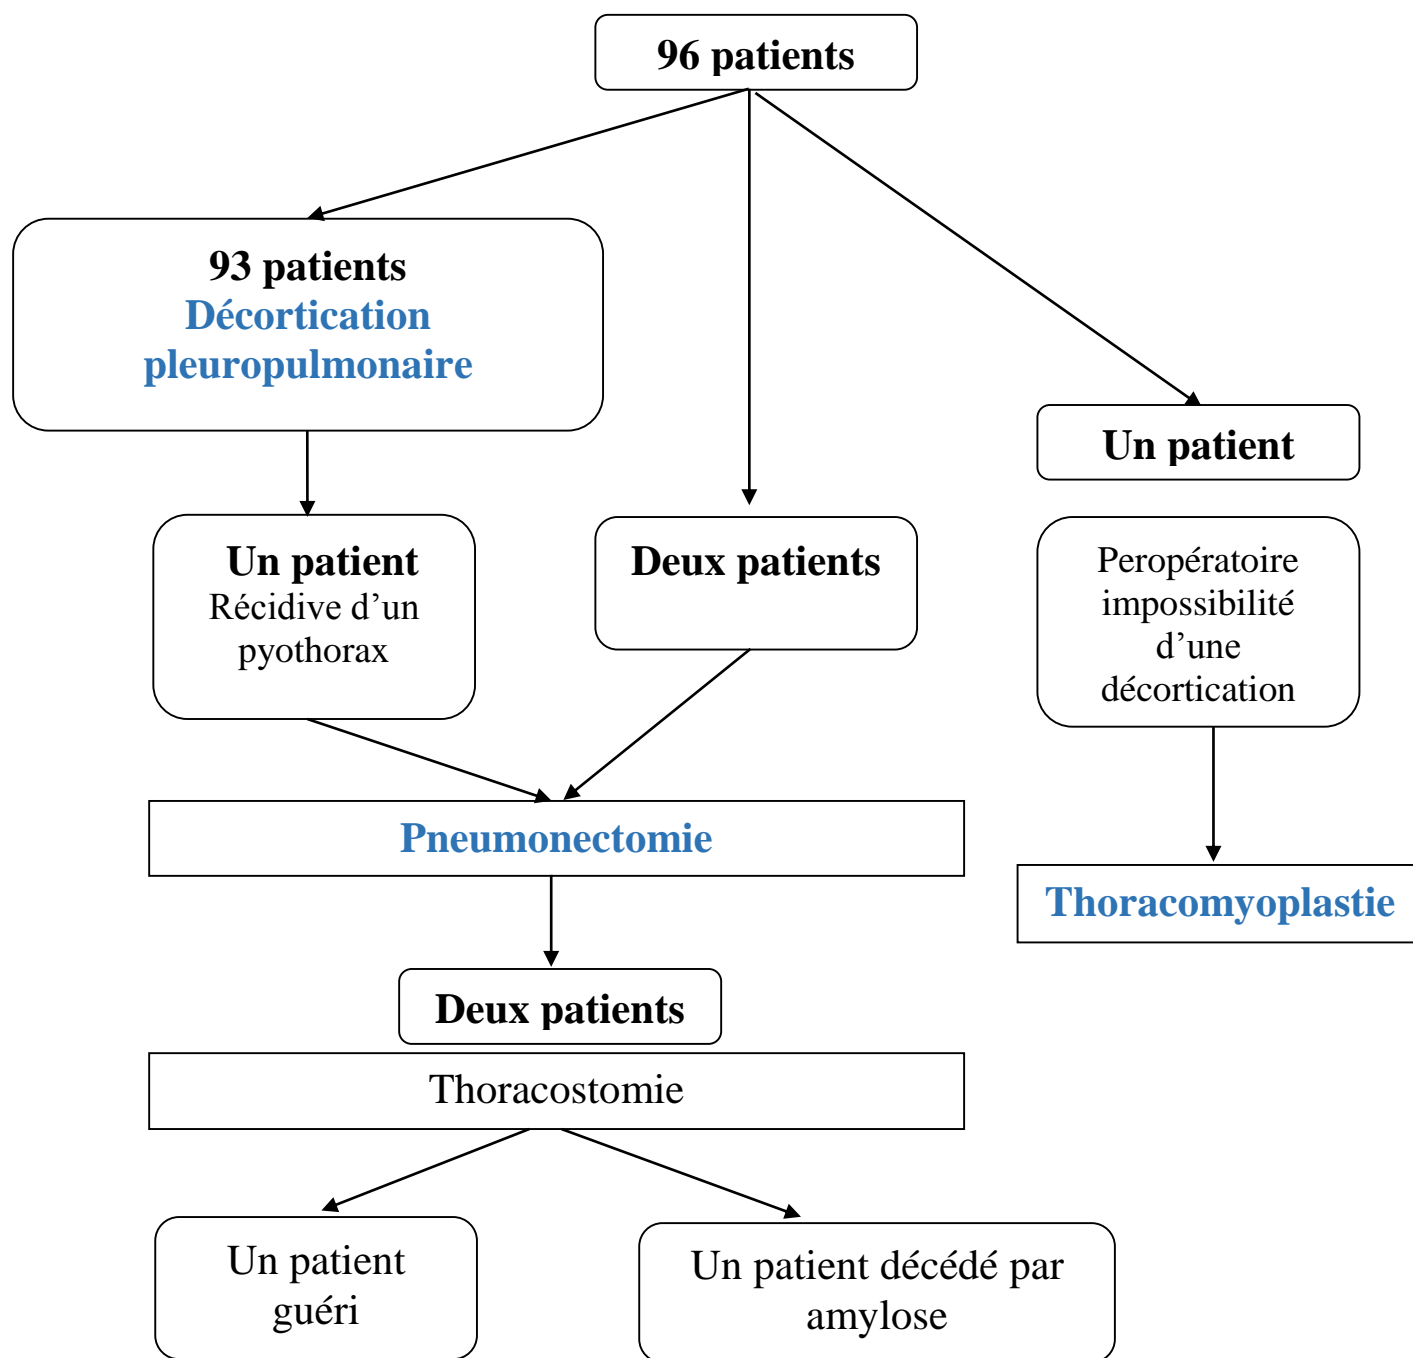 96 patients
93 patients
Décortication
pleuropulmonaire
Un patient
Un patient
Récidive d’un
pyothorax
Deux patients
Peropératoire
impossibilité
d’une
décortication
Pneumonectomie
Thoracomyoplastie
Deux patients
Thoracostomie
Un patient
guéri
Un patient décédé par
amylose